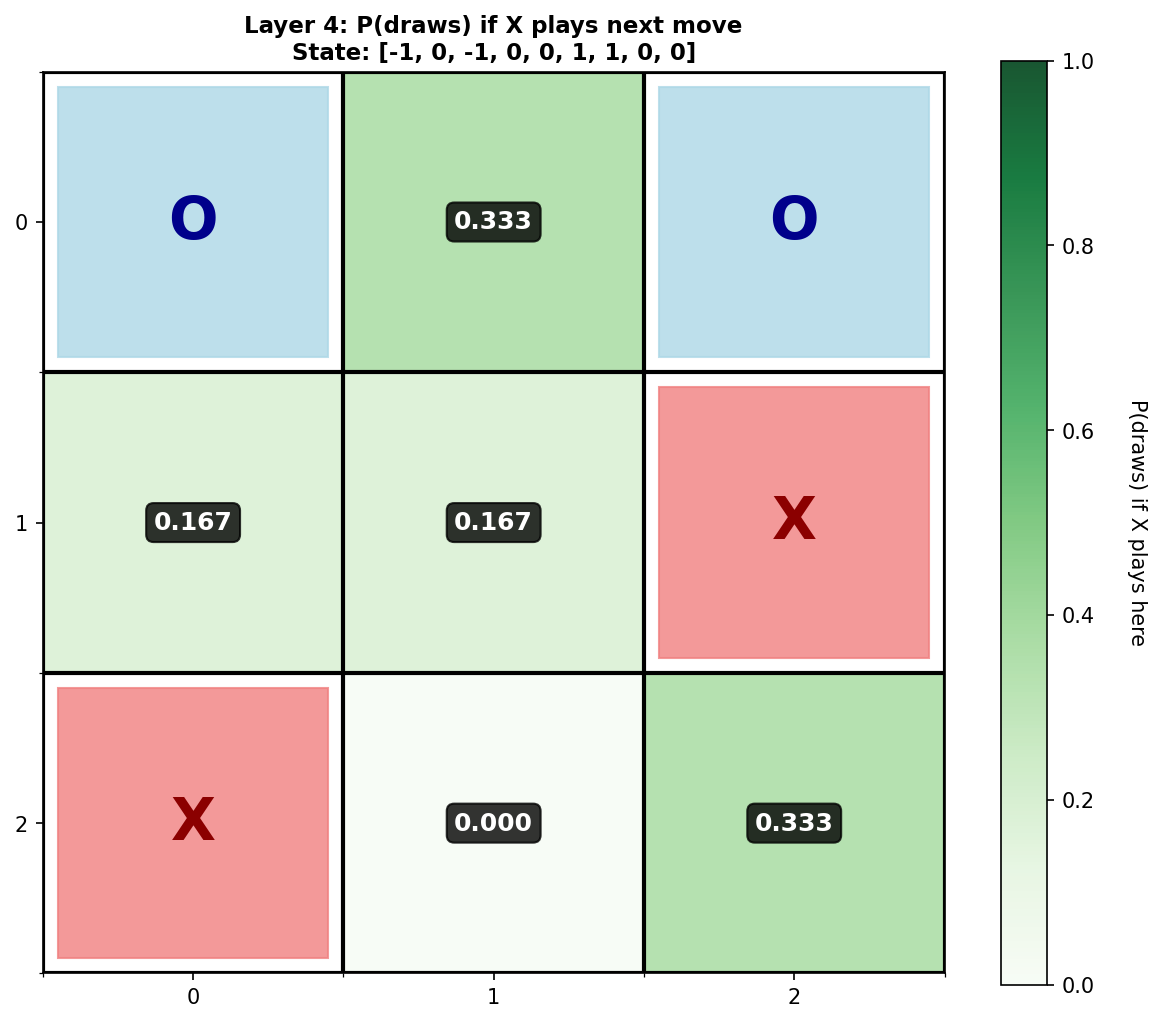 Layer 4: P(draws) if X plays next move
State: [-1, 0, -1, 0, 0, 1, 1, 0, 0]
0
O
0.333
O
1
0.167
0.167
X
2
X
0.000
0.333
0
1
2
1.0
0.8
0.6
0.4
0.2
0.0
P(draws) if X plays here